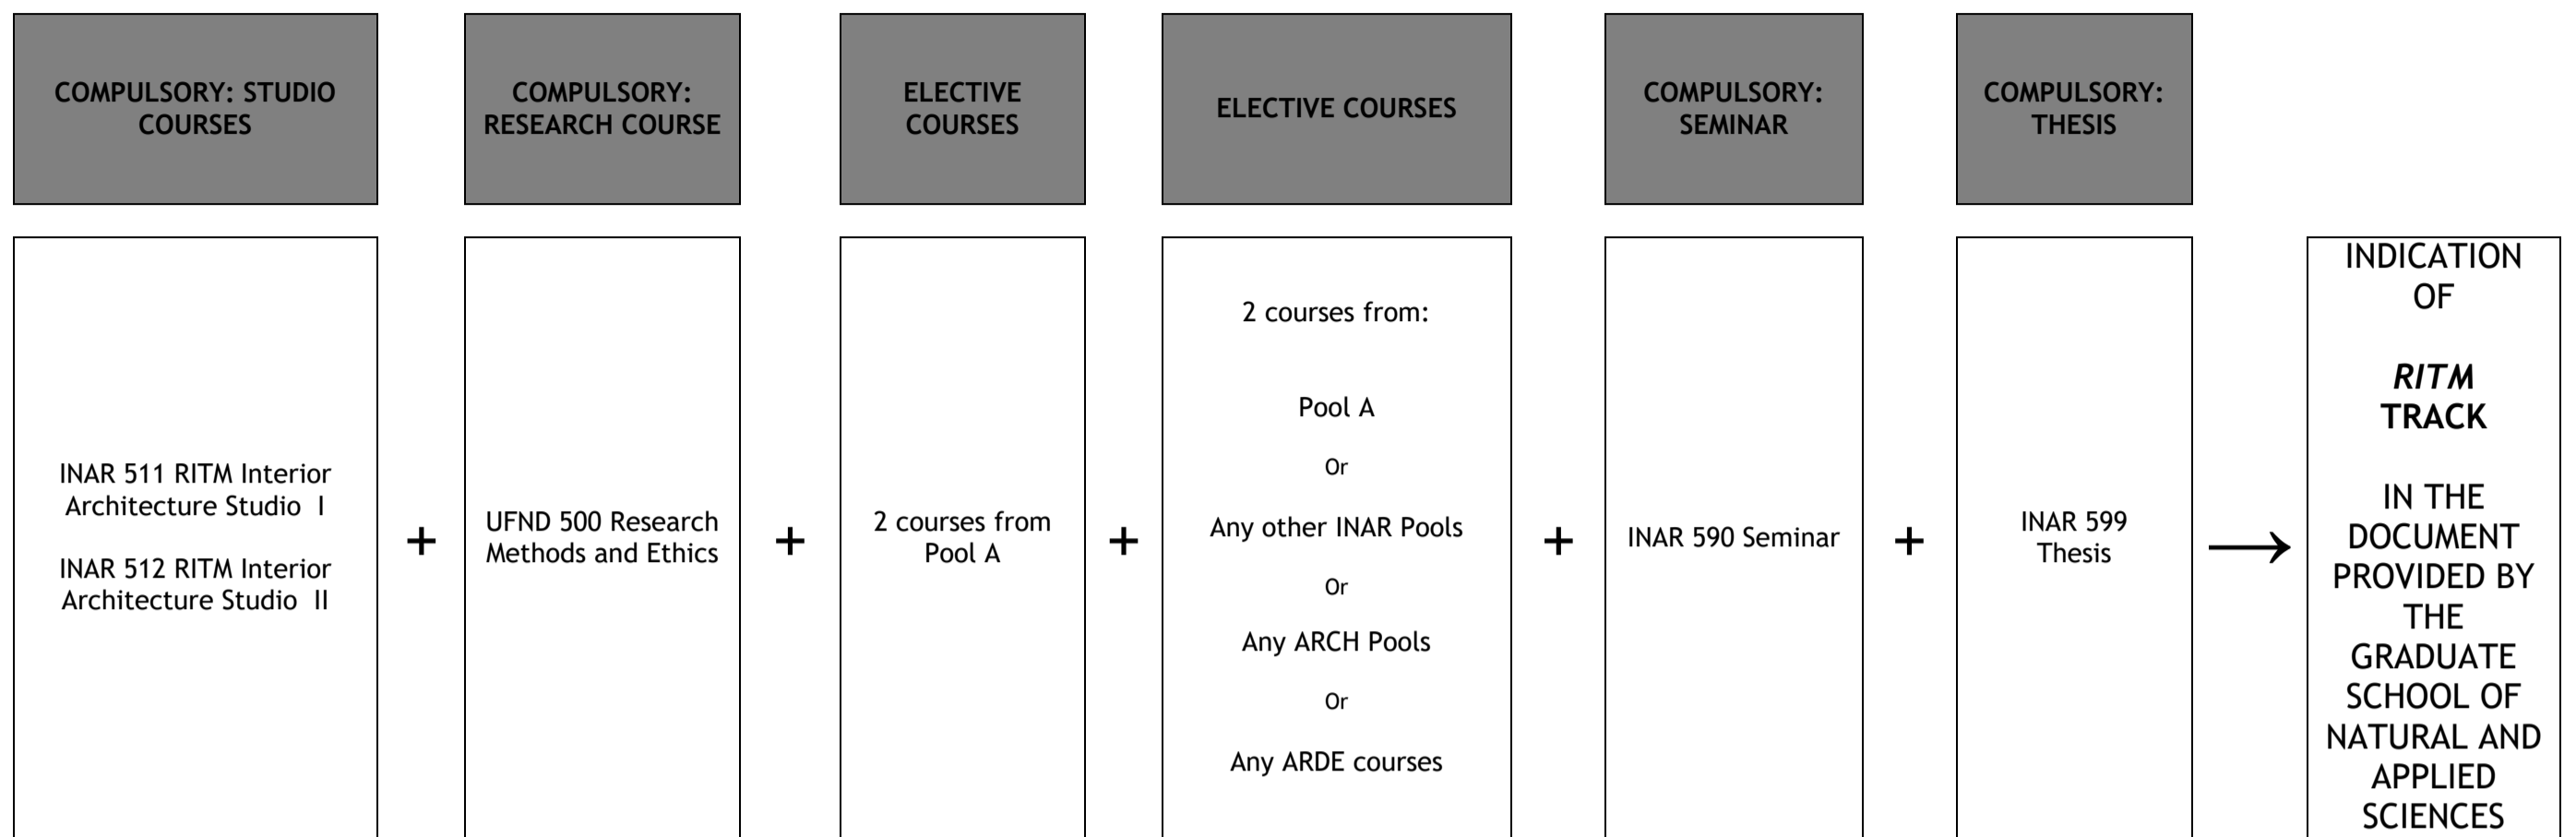 COMPULSORY: STUDIO
COURSES
COMPULSORY:
RESEARCH COURSE
ELECTIVE
COURSES
ELECTIVE COURSES
COMPULSORY:
SEMINAR
COMPULSORY:
THESIS
INAR 511 RITM Interior
Architecture Studio I
INAR 512 RITM Interior
Architecture Studio II
+
UFND 500 Research
Methods and Ethics
+
2 courses from
Pool A
+
2 courses from:
Pool A
Or
Any other INAR Pools
Or
Any ARCH Pools
Or
Any ARDE courses
+
INAR 590 Seminar
+
INAR 599
Thesis
→
INDICATION
OF
RITM
TRACK
IN THE
DOCUMENT
PROVIDED BY
THE
GRADUATE
SCHOOL OF
NATURAL AND
APPLIED
SCIENCES